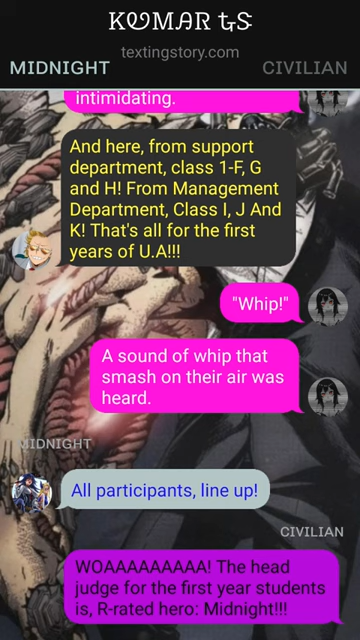 KUMAR GS
textingstory.com
MIDNIGHT CIVILIAN
intimidating.
And here, from support
department, class 1-F, G
and H! From Management
Department, Class I, J And
K! That's all for the first
years of U.A!!!
"Whip!"
A sound of whip that
smash on their air was
heard.
MIDNIGHT
All participants, line up!
CIVILIAN
WOAAAAAAAAA! The head
judge for the first year students
is, R-rated hero: Midnight!!!